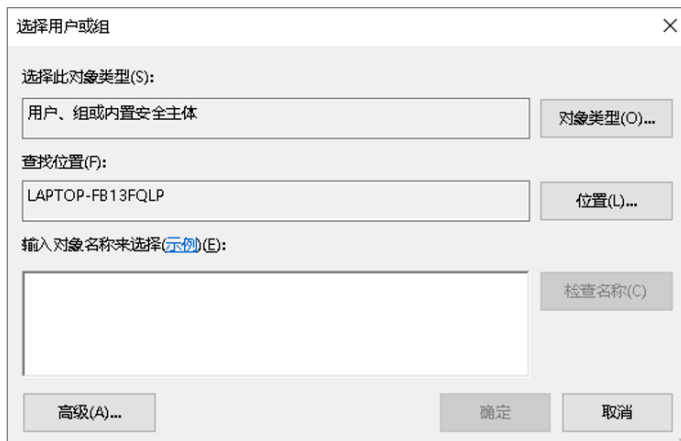 选择用户或组
选择此对象类型(S):
用户、组或内置安全主体
对象类型(O)...
查找位置(F):
LAPTOP-FB13FQLP
位置(L)...
输入对象名称来选择(示例)(E):
检查名称(C)
高级(A)...
确定
取消